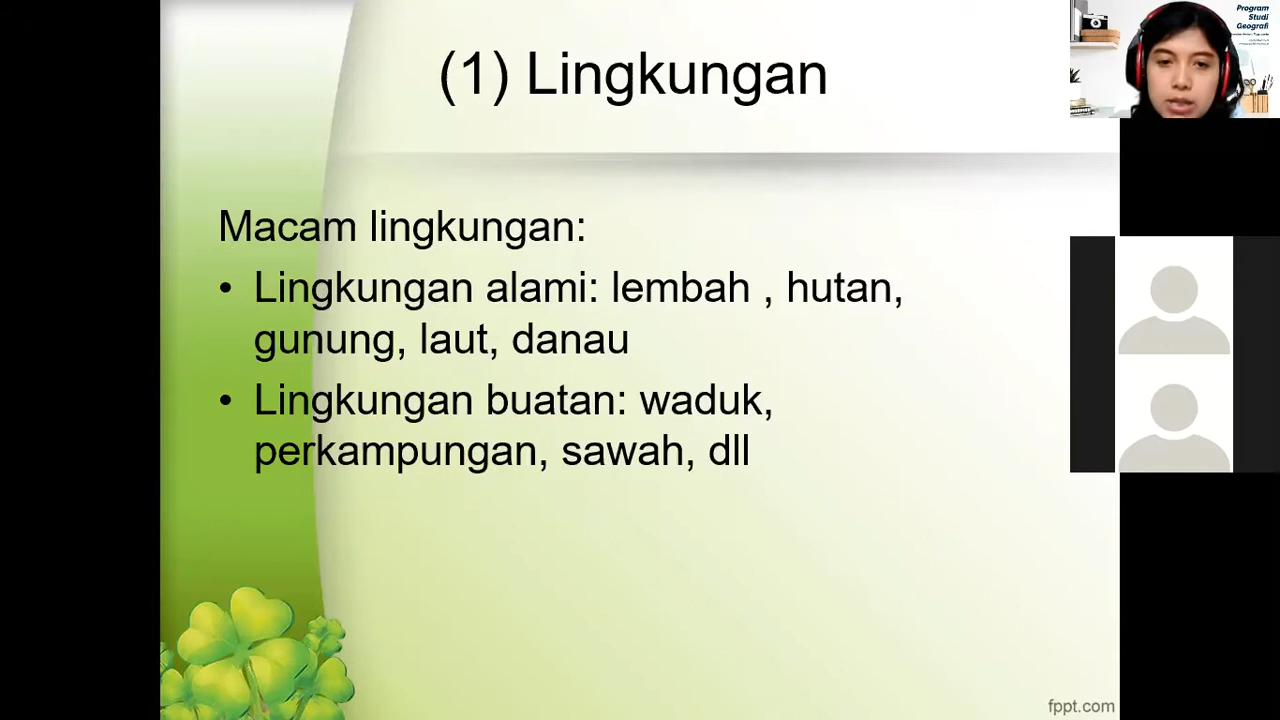 (1) Lingkungan
Program
Studi
Geografi
Macam lingkungan:
• Lingkungan alami: lembah , hutan,
gunung, laut, danau
• Lingkungan buatan: waduk,
perkampungan, sawah, dll
fppt.com